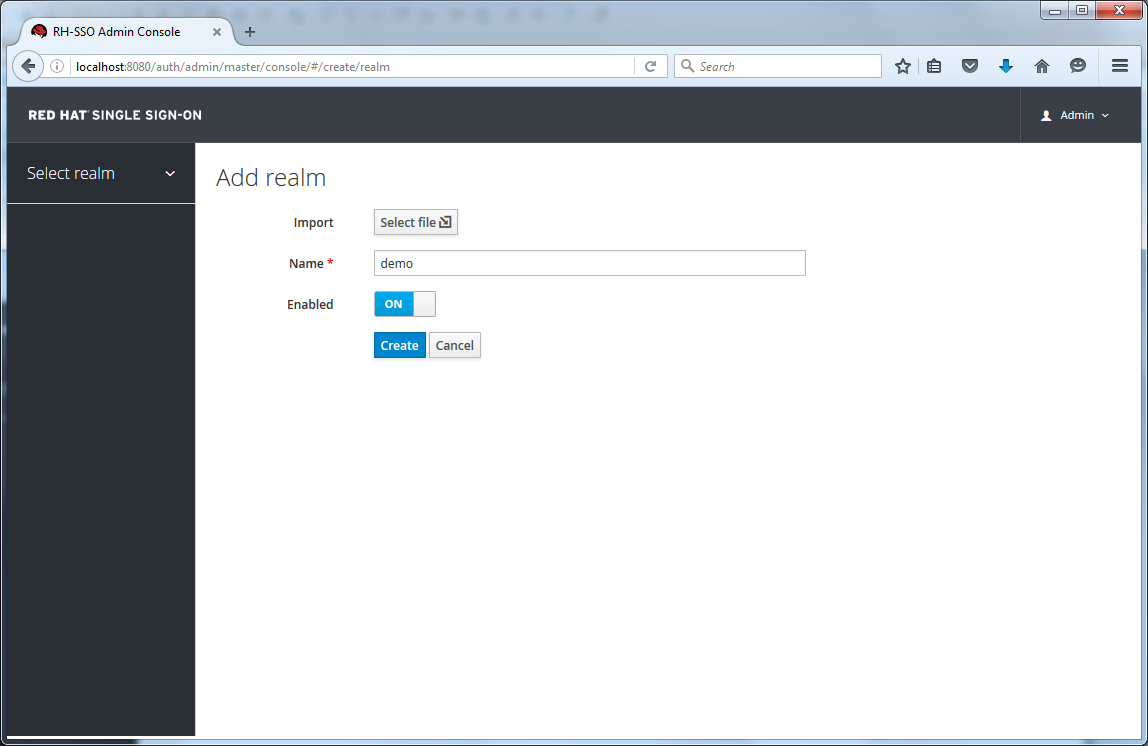 RH-SSO Admin Console
localhost:8080/auth/admin/master/console/#/create/realm
Search
RED HAT SINGLE SIGN-ON
Admin
Select realm
Add realm
Import
Select file
Name *
demo
Enabled
ON
Create
Cancel